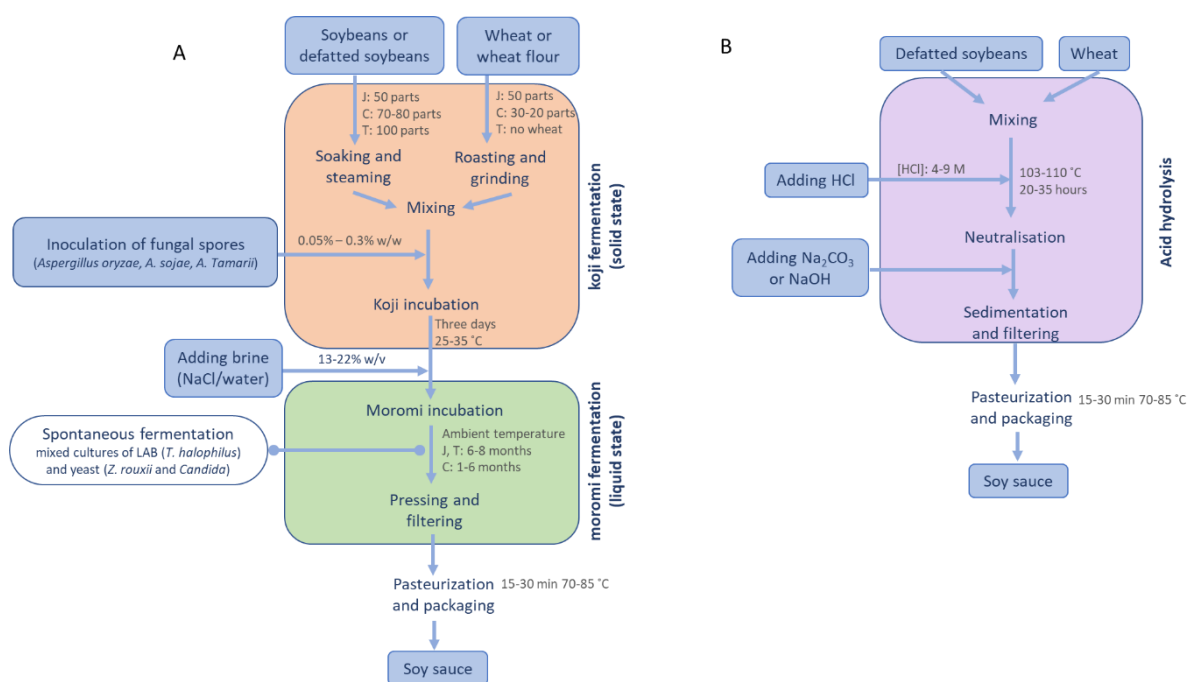 A
Soybeans or
defatted soybeans
Wheat or
wheat flour
J: 50 parts
C: 70-80 parts
T: 100 parts
J: 50 parts
C: 30-20 parts
T: no wheat
Soaking and
steaming
Roasting and
grinding
Mixing
Inoculation of fungal spores
(Aspergillus oryzae, A. sojae, A. Tamarii)
0.05% – 0.3% w/w
Koji incubation
Three days
25-35 ˚C
koji fermentation
(solid state)
Adding brine
(NaCl/water)
13-22% w/v
Moromi incubation
Spontaneous fermentation
mixed cultures of LAB (T. halophilus)
and yeast (Z. rouxii and Candida)
Ambient temperature
J, T: 6-8 months
C: 1-6 months
Pressing and
filtering
moromi fermentation
(liquid state)
Pasteurization
and packaging
15-30 min 70-85 ˚C
Soy sauce
B
Defatted soybeans
Wheat
Mixing
Adding HCl
[HCl]: 4-9 M
103-110 ˚C
20-35 hours
Neutralisation
Adding Na₂CO₃
or NaOH
Sedimentation
and filtering
Acid hydrolysis
Pasteurization
and packaging
15-30 min 70-85 ˚C
Soy sauce